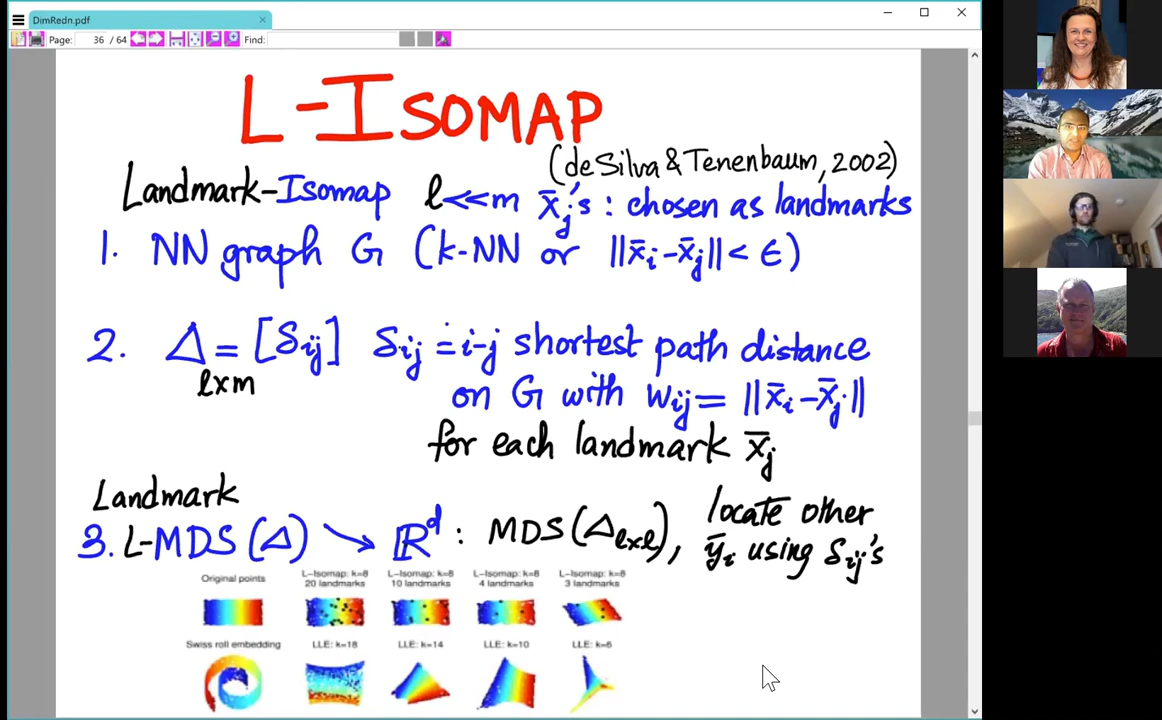 DimRedn.pdf
Page: 36 / 64 Find:
L-ISOMAP
(de Silva & Tenenbaum, 2002)
Landmark-Isomap l<<m x̄ⱼ's : chosen as landmarks
1. NN graph G (k-NN or ||x̄ᵢ-x̄ⱼ|| < ϵ)
2. Δ = [δᵢⱼ] δᵢⱼ = i-j shortest path distance
l×m
on G with wᵢⱼ = ||x̄ᵢ-x̄ⱼ||
for each landmark x̄ⱼ
Landmark
3. L-MDS (Δ) ↘ ℝᵈ : MDS(Δₗₓₗ), locate other
ȳᵢ using δᵢⱼ's
Original points
L-Isomap: k=8
20 landmarks
L-Isomap: k=8
10 landmarks
L-Isomap: k=8
4 landmarks
L-Isomap: k=8
3 landmarks
Swiss roll embedding
LLE: k=18
LLE: k=14
LLE: k=10
LLE: k=6